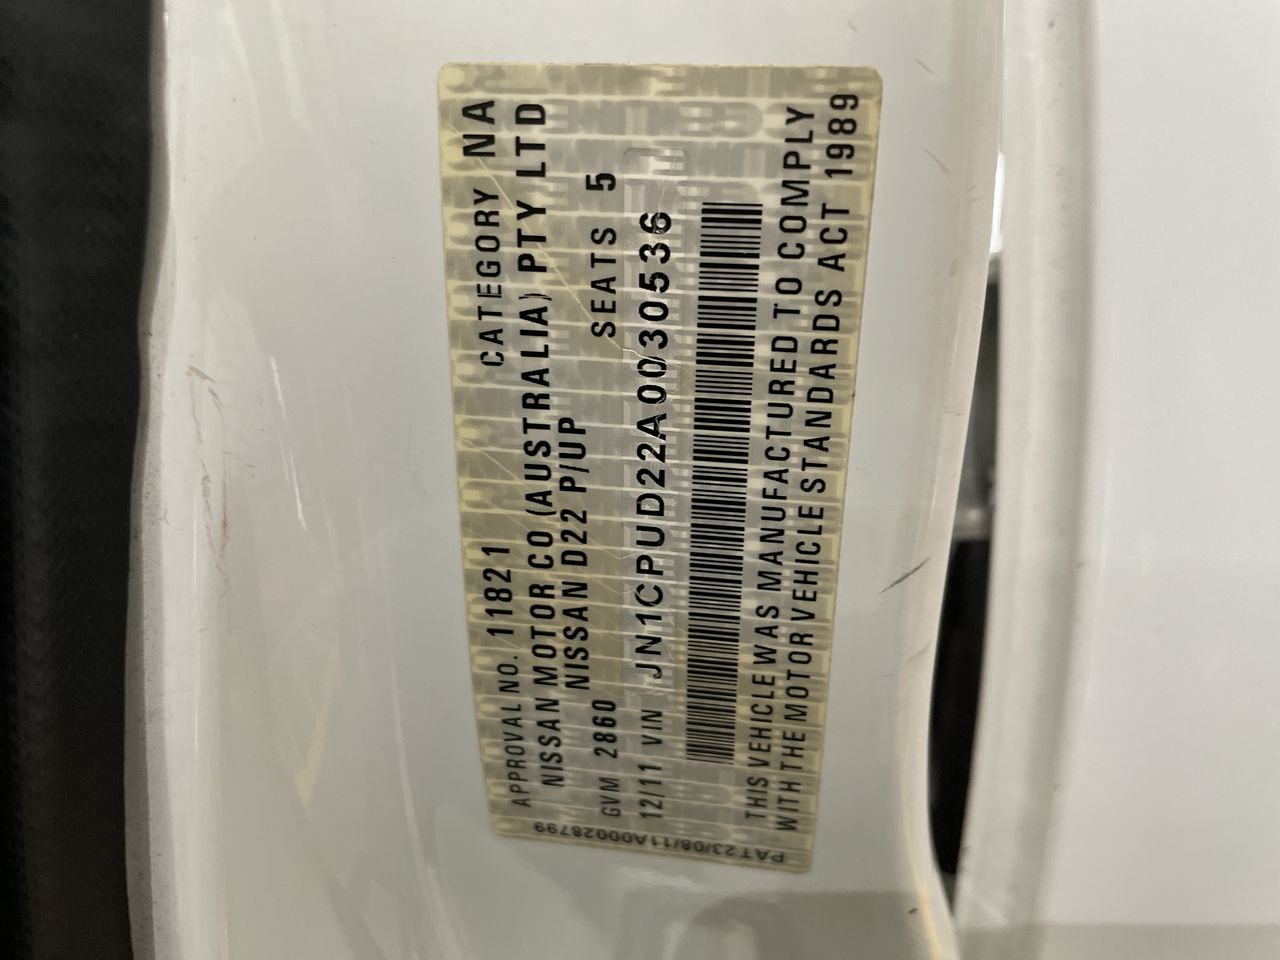 APPROVAL NO. 11821 CATEGORY NA
NISSAN MOTOR CO (AUSTRALIA) PTY LTD
NISSAN D22 P/UP
GVM 2860 SEATS 5
12/11 VIN JN1CPUD22A0030536
THIS VEHICLE WAS MANUFACTURED TO COMPLY
WITH THE MOTOR VEHICLE STANDARDS ACT 1989
PAT23/08/11A00028799